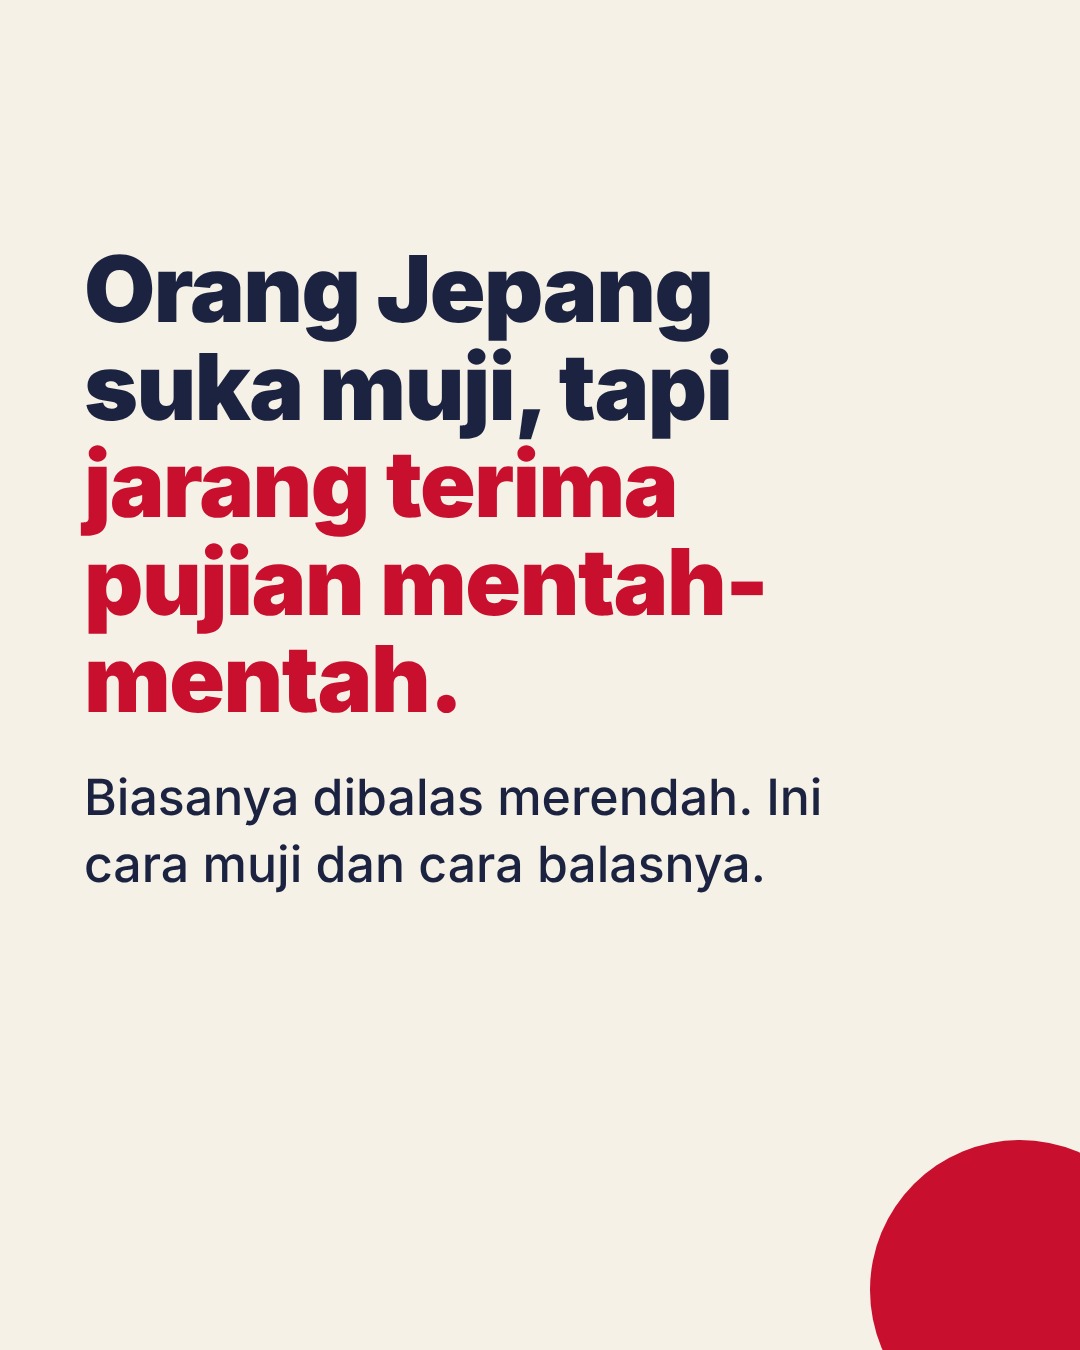 Orang Jepang
suka muji, tapi
jarang terima
pujian mentah-
mentah.
Biasanya dibalas merendah. Ini
cara muji dan cara balasnya.